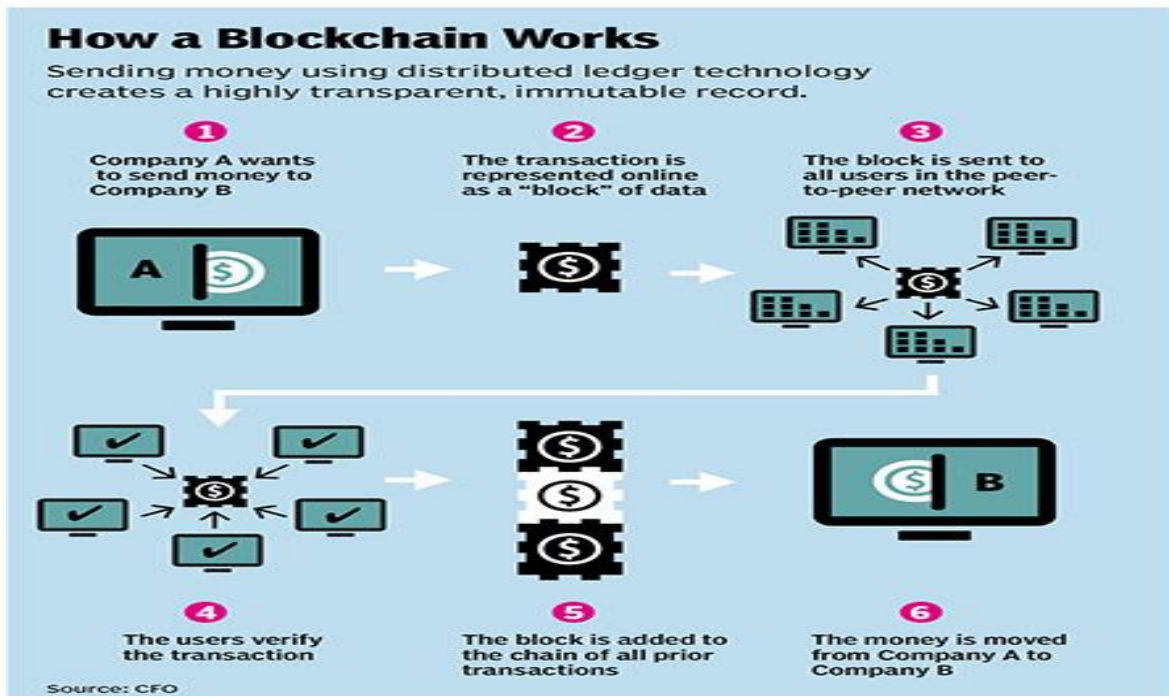 How a Blockchain Works
Sending money using distributed ledger technology
creates a highly transparent, immutable record.
1
Company A wants
to send money to
Company B
2
The transaction is
represented online
as a “block” of data
3
The block is sent to
all users in the peer-
to-peer network
A
$
$
$
$
$
$
$
$
B
4
The users verify
the transaction
5
The block is added to
the chain of all prior
transactions
6
The money is moved
from Company A to
Company B
Source: CFO